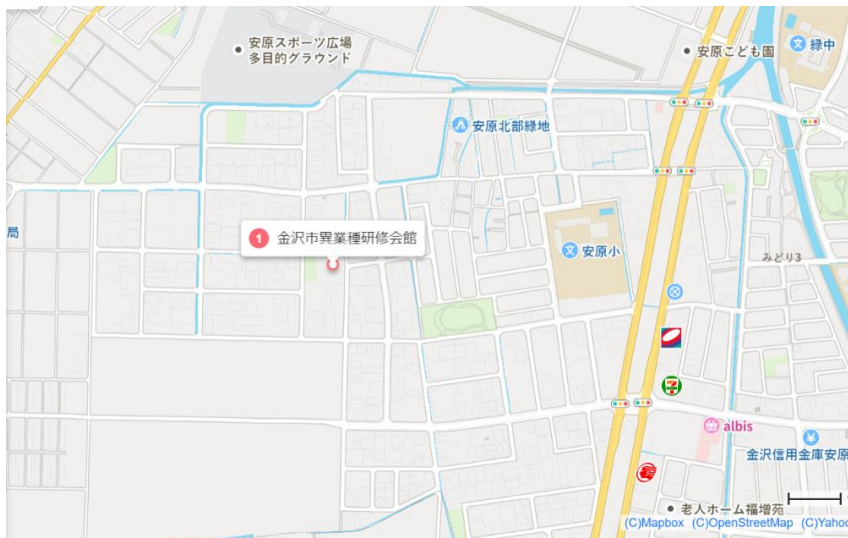 安原スポーツ広場
多目的グラウンド
安原こども園
緑中
安原北部緑地
局
1 金沢市異業種研修会館
安原小
みどり3
7
albis
金沢信用金庫安原
老人ホーム福増苑
(C)Mapbox (C)OpenStreetMap (C)Yahoo